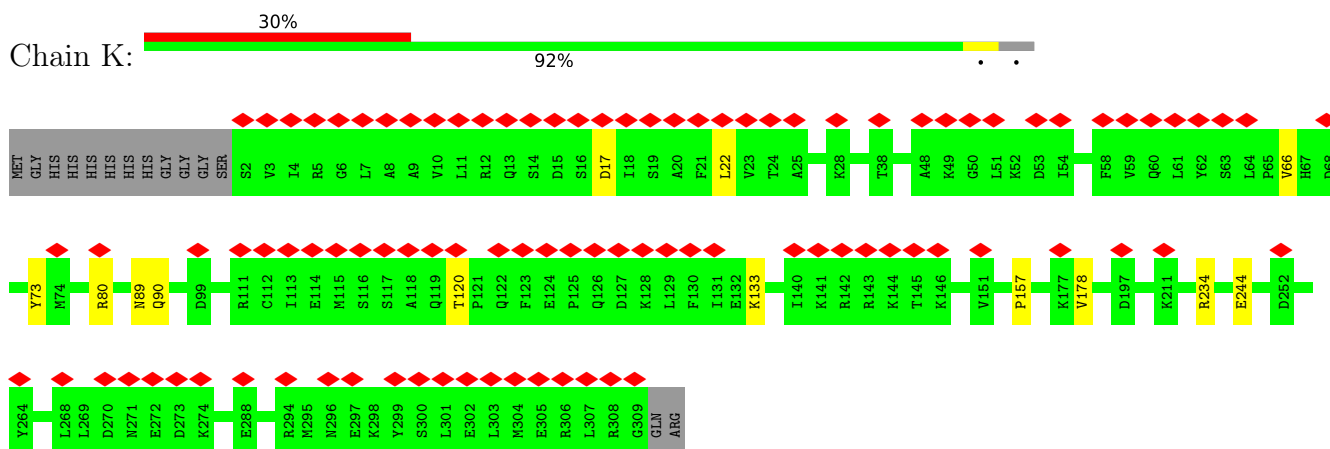 30%
Chain K:
92%
MET GLY HIS HIS HIS HIS HIS HIS GLY GLY GLY SER S2 V3 I4 R5 G6 L7 A8 A9 V10 L11 R12 Q13 S14 D15 S16 D17 I18 S19 A20 F21 L22 V23 T24 A25 K28 T38 A48 K49 G50 L51 K52 D53 I54 F58 V59 Q60 L61 Y62 S63 L64 P65 V66 H67 D68
Y73 M74 R80 N89 Q90 D99 R111 C112 I113 E114 M115 S116 S117 A118 Q119 T120 P121 Q122 F123 E124 P125 Q126 D127 K128 L129 F130 I131 E132 K133 I140 K141 R142 R143 K144 T145 K146 V151 P157 K177 V178 D197 K211 R234 E244 D252
Y264 L268 L269 D270 N271 E272 D273 K274 E288 R294 M295 N296 E297 K298 Y299 S300 L301 E302 L303 M304 E305 R306 L307 R308 G309 GLN ARG